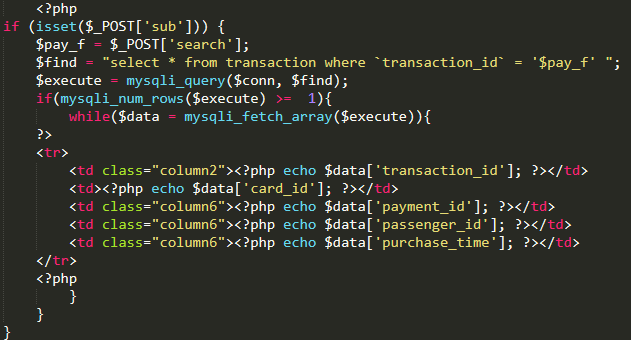 <?php
if (isset($_POST['sub'])) {
$pay_f = $_POST['search'];
$find = "select * from transaction where `transaction_id` = '$pay_f' ";
$execute = mysqli_query($conn, $find);
if(mysqli_num_rows($execute) >=  1){
while($data = mysqli_fetch_array($execute)){
?>
<tr>
<td class="column2"><?php echo $data['transaction_id']; ?></td>
<td><?php echo $data['card_id']; ?></td>
<td class="column6"><?php echo $data['payment_id']; ?></td>
<td class="column6"><?php echo $data['passenger_id']; ?></td>
<td class="column6"><?php echo $data['purchase_time']; ?></td>
</tr>
<?php
}
}
}